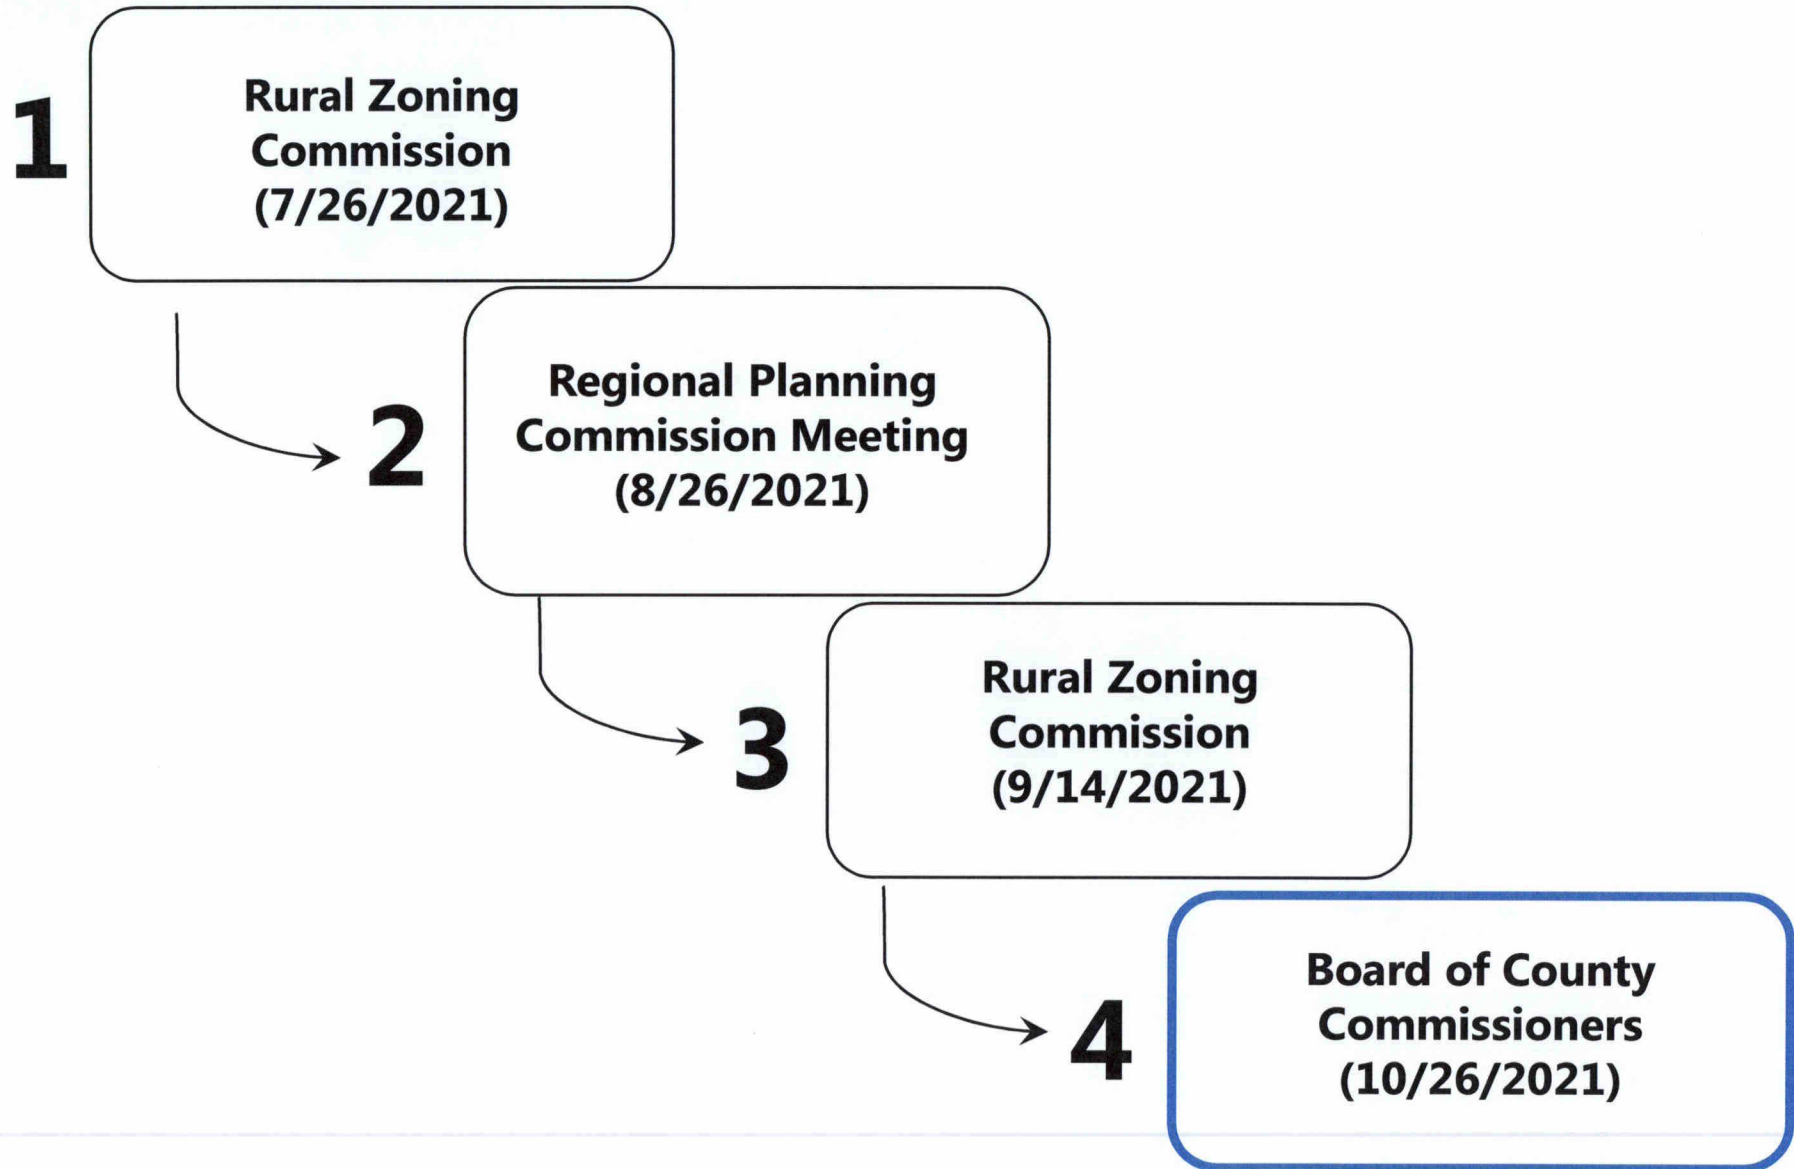 1
Rural Zoning
Commission
(7/26/2021)
2
Regional Planning
Commission Meeting
(8/26/2021)
3
Rural Zoning
Commission
(9/14/2021)
4
Board of County
Commissioners
(10/26/2021)